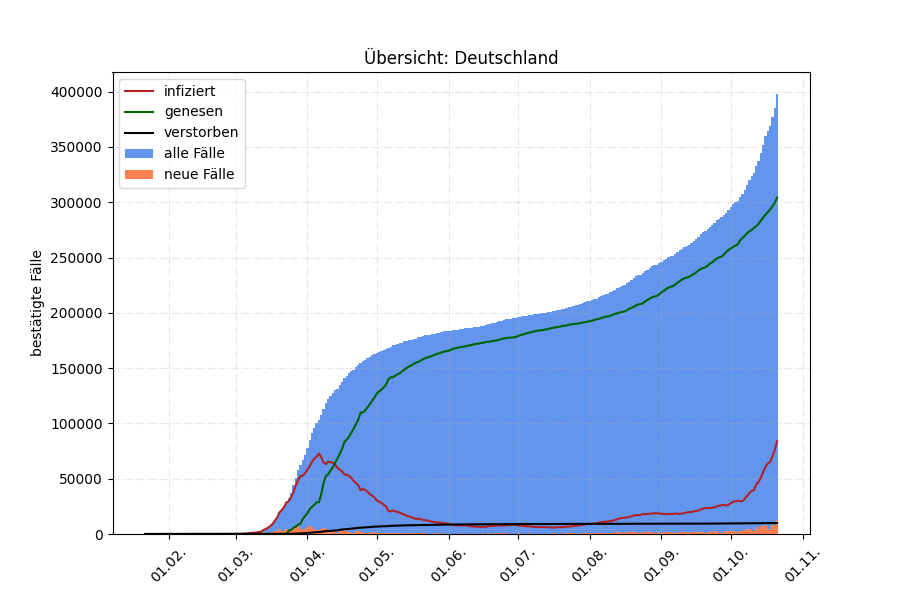 Übersicht: Deutschland
infiziert
genesen
verstorben
alle Fälle
neue Fälle
bestätigte Fälle
400000
350000
300000
250000
200000
150000
100000
50000
0
01.02.
01.03.
01.04.
01.05.
01.06.
01.07.
01.08.
01.09.
01.10.
01.11.